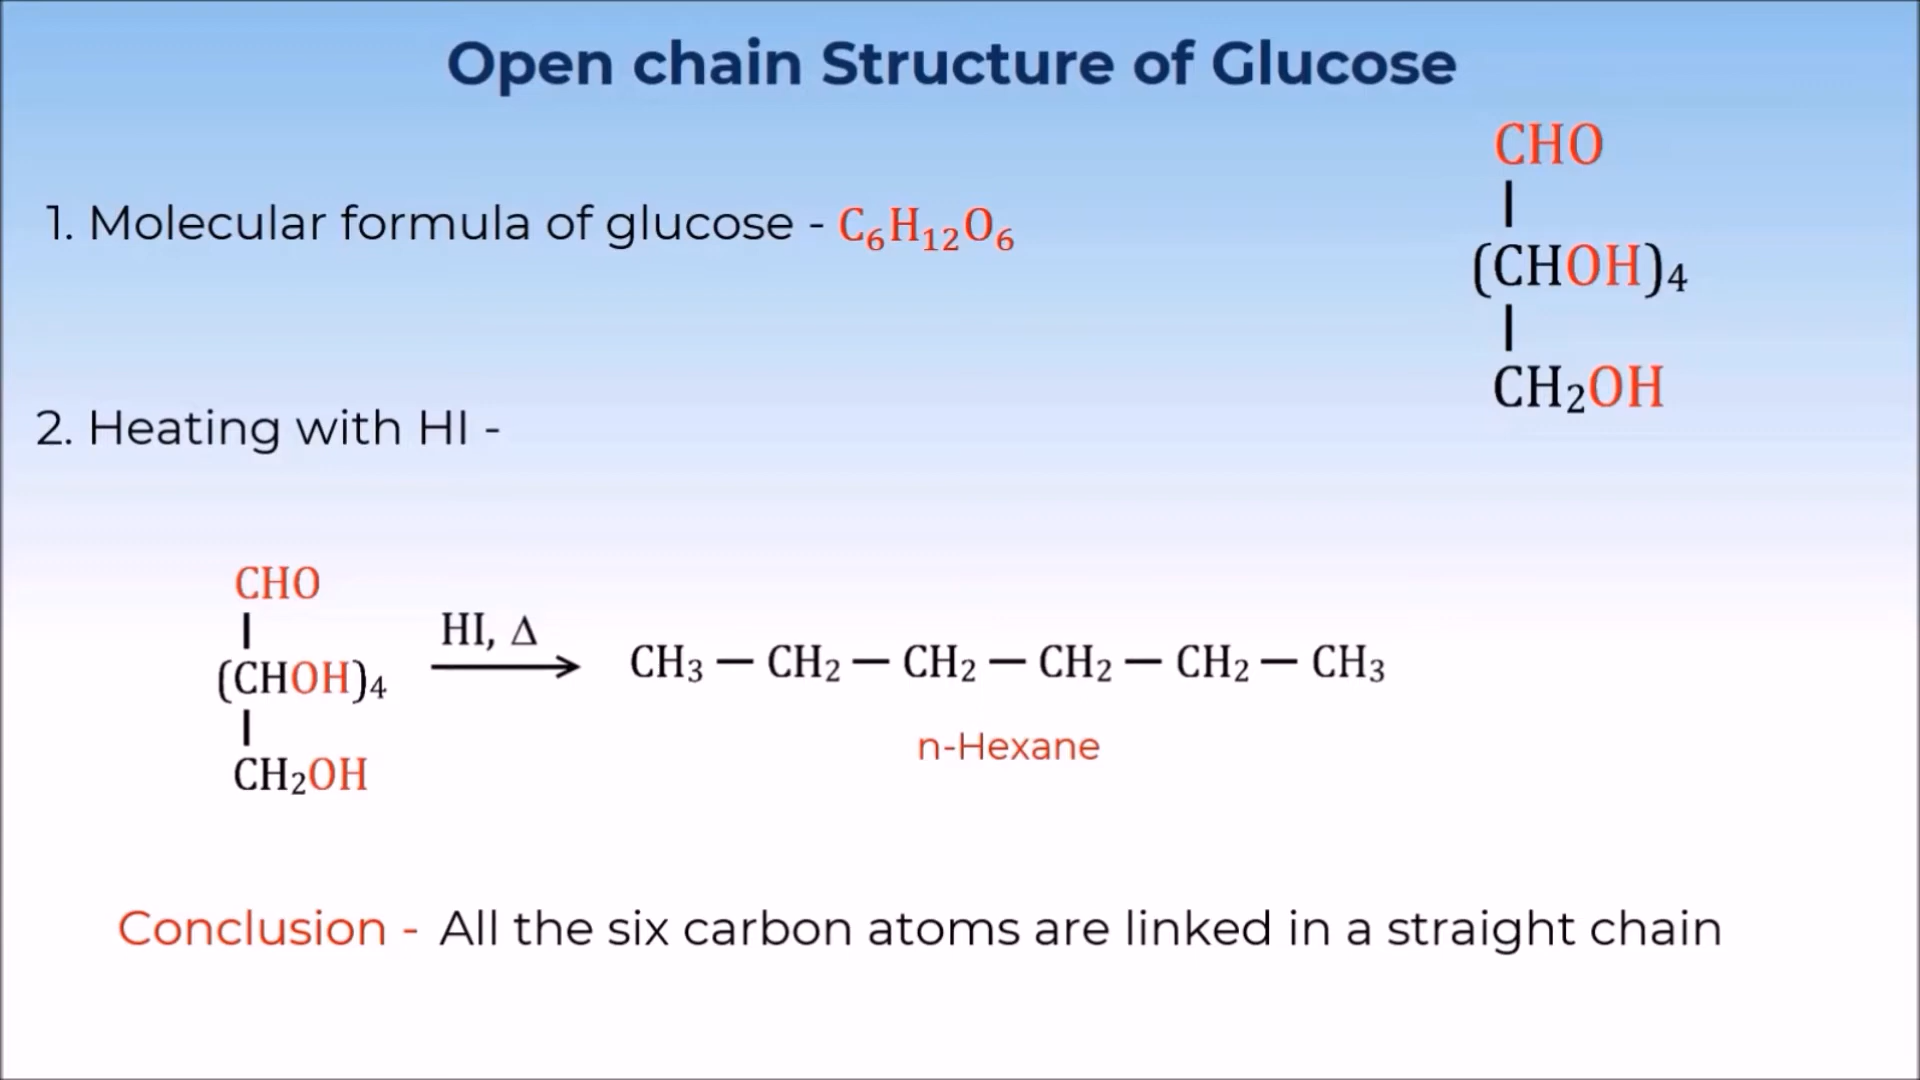 Open chain Structure of Glucose
CHO
1. Molecular formula of glucose - C₆H₁₂O₆
(CHOH)₄
CH₂OH
2. Heating with HI -
CHO
HI, Δ
(CHOH)₄
CH₃ — CH₂ — CH₂ — CH₂ — CH₂ — CH₃
n-Hexane
CH₂OH
Conclusion - All the six carbon atoms are linked in a straight chain